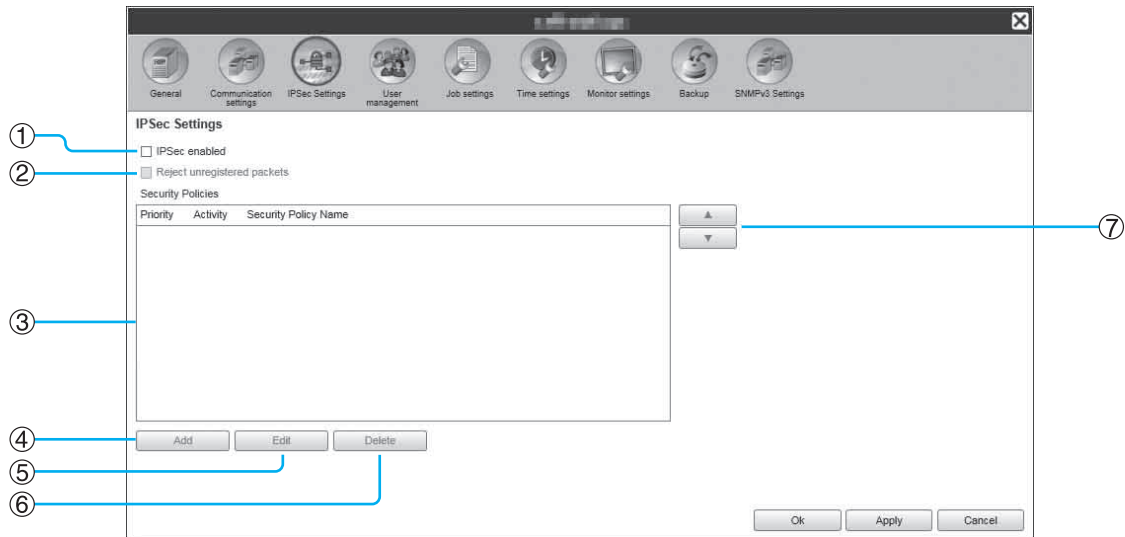 General
Communication settings
IPSec Settings
User management
Job settings
Time settings
Monitor settings
Backup
SNMPv3 Settings
IPSec Settings
① IPSec enabled
② Reject unregistered packets
Security Policies
Priority Activity Security Policy Name
▲
▼
⑦
③
④ Add Edit Delete
⑤
⑥
Ok Apply Cancel